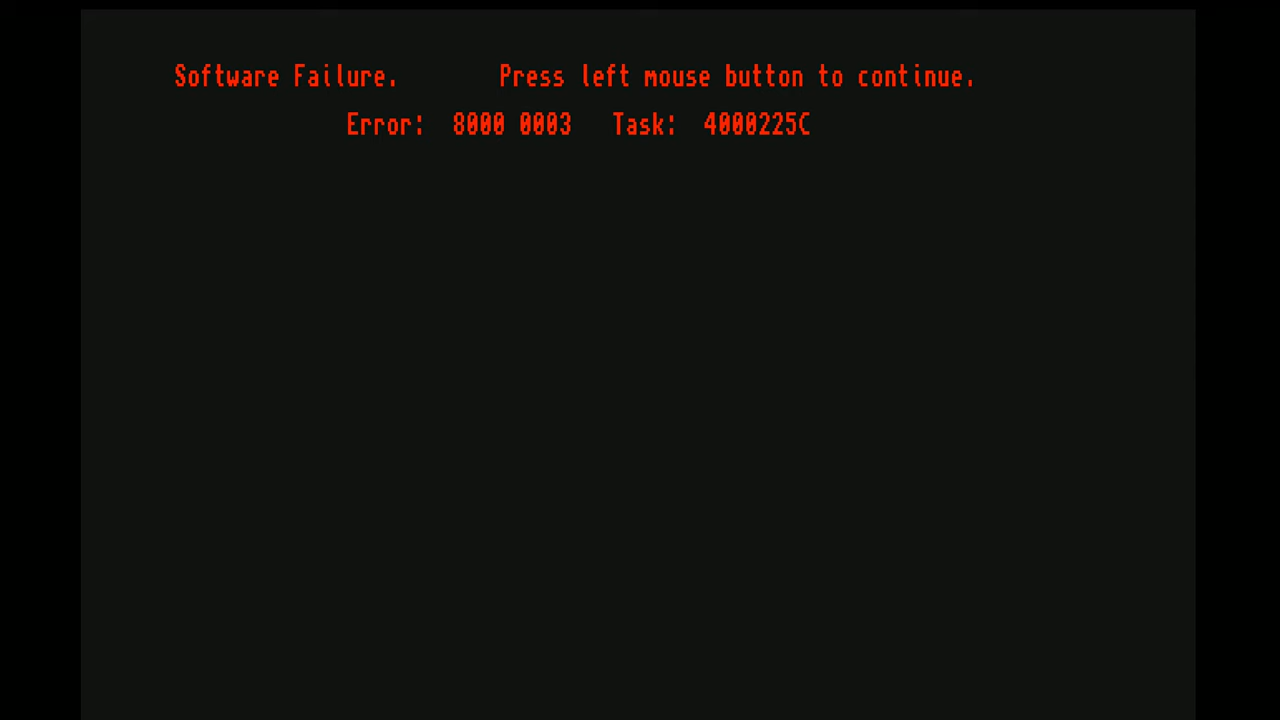 Software Failure. Press left mouse button to continue.
Error: 8000 0003 Task: 4000225C